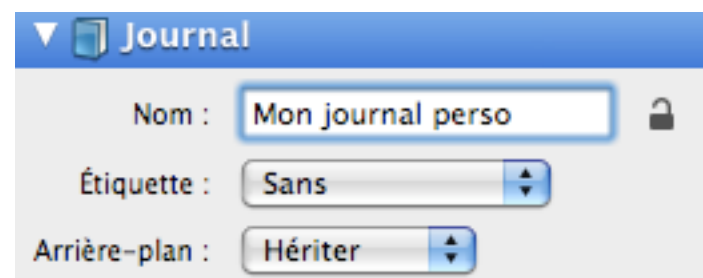 Journal
Nom : Mon journal perso
Étiquette : Sans
Arrière-plan : Hériter